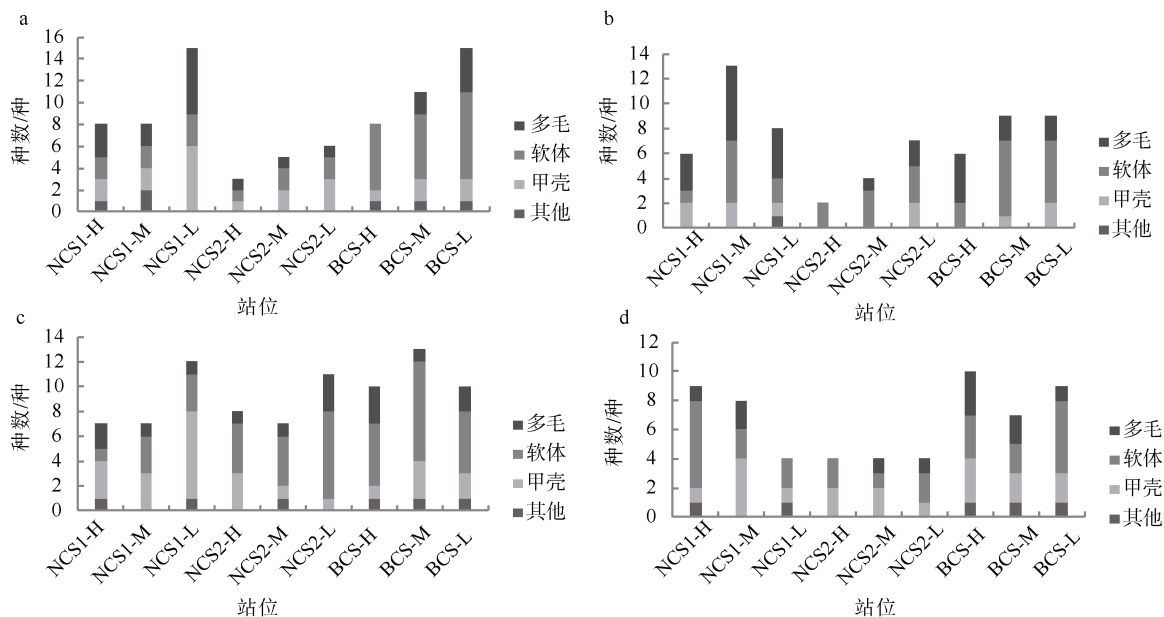 a
16
14
12
10
8
6
4
2
0
种数/种
NCS1-H
NCS1-M
NCS1-L
NCS2-H
NCS2-M
NCS2-L
BCS-H
BCS-M
BCS-L
站位
多毛
软体
甲壳
其他
b
14
12
10
8
6
4
2
0
种数/种
NCS1-H
NCS1-M
NCS1-L
NCS2-H
NCS2-M
NCS2-L
BCS-H
BCS-M
BCS-L
站位
多毛
软体
甲壳
其他
c
14
12
10
8
6
4
2
0
种数/种
NCS1-H
NCS1-M
NCS1-L
NCS2-H
NCS2-M
NCS2-L
BCS-H
BCS-M
BCS-L
站位
多毛
软体
甲壳
其他
d
12
10
8
6
4
2
0
种数/种
NCS1-H
NCS1-M
NCS1-L
NCS2-H
NCS2-M
NCS2-L
BCS-H
BCS-M
BCS-L
站位
多毛
软体
甲壳
其他